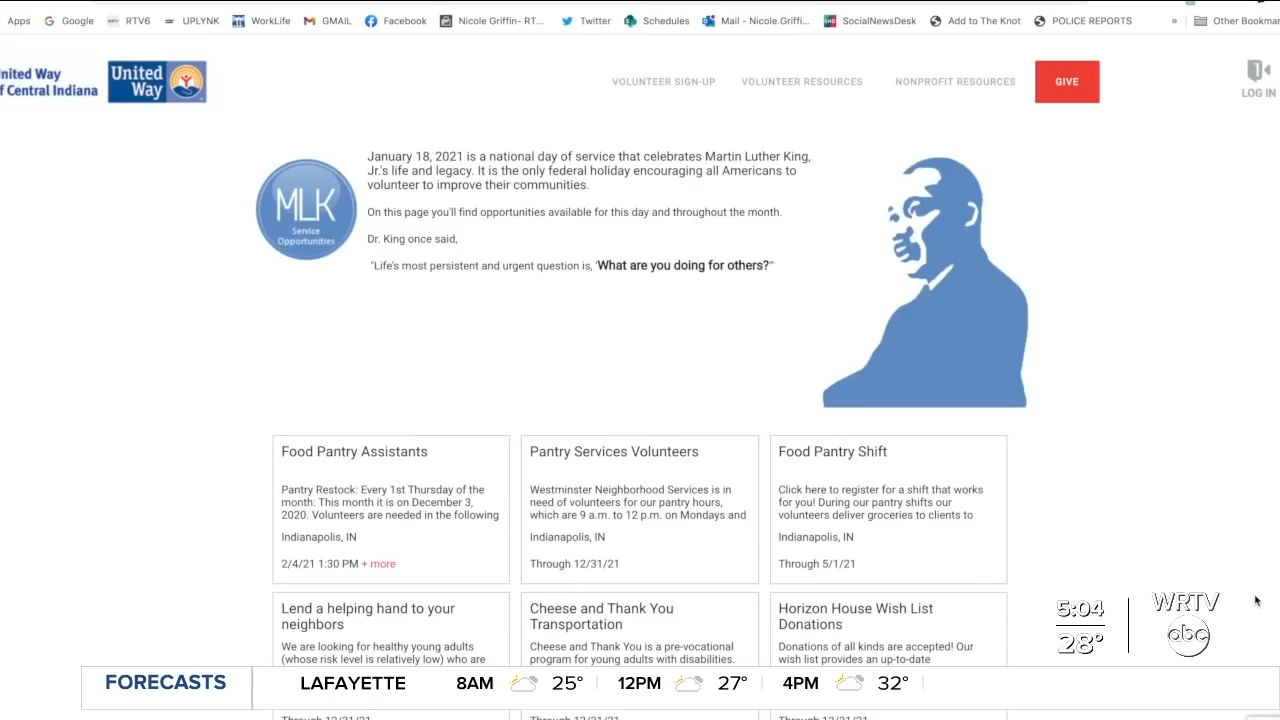 Apps Google RTV6 UPLYNK WorkLife GMAIL Facebook Nicole Griffin- RT... Twitter Schedules Mail - Nicole.Griffi... SocialNewsDesk Add to The Knot POLICE REPORTS » Other Bookmar
nited Way
f Central Indiana
United
Way
VOLUNTEER SIGN-UP VOLUNTEER RESOURCES NONPROFIT RESOURCES GIVE
LOG IN
MLK
Service
Opportunities
January 18, 2021 is a national day of service that celebrates Martin Luther King,
Jr.'s life and legacy. It is the only federal holiday encouraging all Americans to
volunteer to improve their communities.
On this page you'll find opportunities available for this day and throughout the month.
Dr. King once said,
"Life's most persistent and urgent question is, 'What are you doing for others?'"
Food Pantry Assistants
Pantry Restock: Every 1st Thursday of the
month: This month it is on December 3,
2020. Volunteers are needed in the following
Indianapolis, IN
2/4/21 1:30 PM + more
Pantry Services Volunteers
Westminster Neighborhood Services is in
need of volunteers for our pantry hours,
which are 9 a.m. to 12 p.m. on Mondays and
Indianapolis, IN
Through 12/31/21
Food Pantry Shift
Click here to register for a shift that works
for you! During our pantry shifts our
volunteers deliver groceries to clients to
Indianapolis, IN
Through 5/1/21
Lend a helping hand to your
neighbors
We are looking for healthy young adults
(whose risk level is relatively low) who are
Cheese and Thank You
Transportation
Cheese and Thank You is a pre-vocational
program for young adults with disabilities.
Horizon House Wish List
Donations
Donations of all kinds are accepted! Our
wish list provides an up-to-date
5:04
28°
WRTV
abc
FORECASTS LAFAYETTE 8AM 25° 12PM 27° 4PM 32°
Through 12/31/21 Through 12/31/21 Through 12/31/21